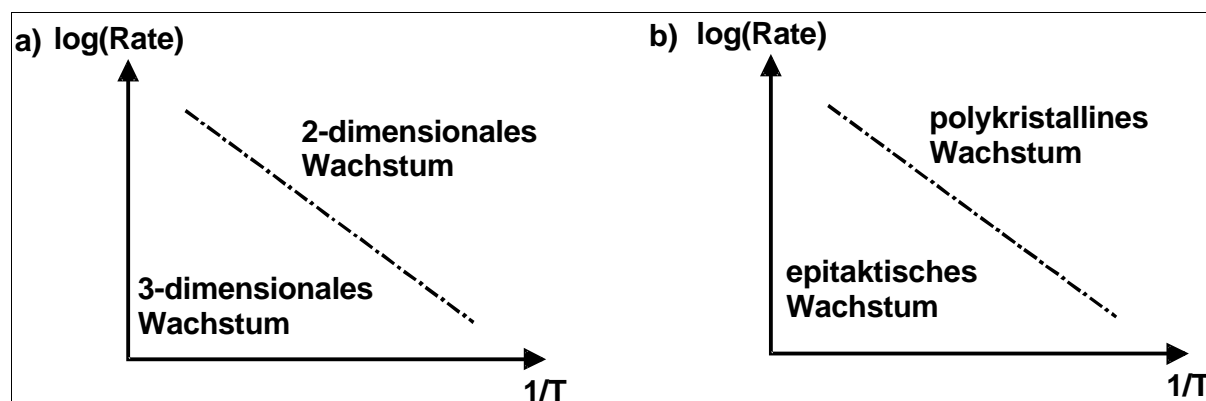 a) log(Rate)
2-dimensionales
Wachstum
3-dimensionales
Wachstum
1/T
b) log(Rate)
polykristallines
Wachstum
epitaktisches
Wachstum
1/T